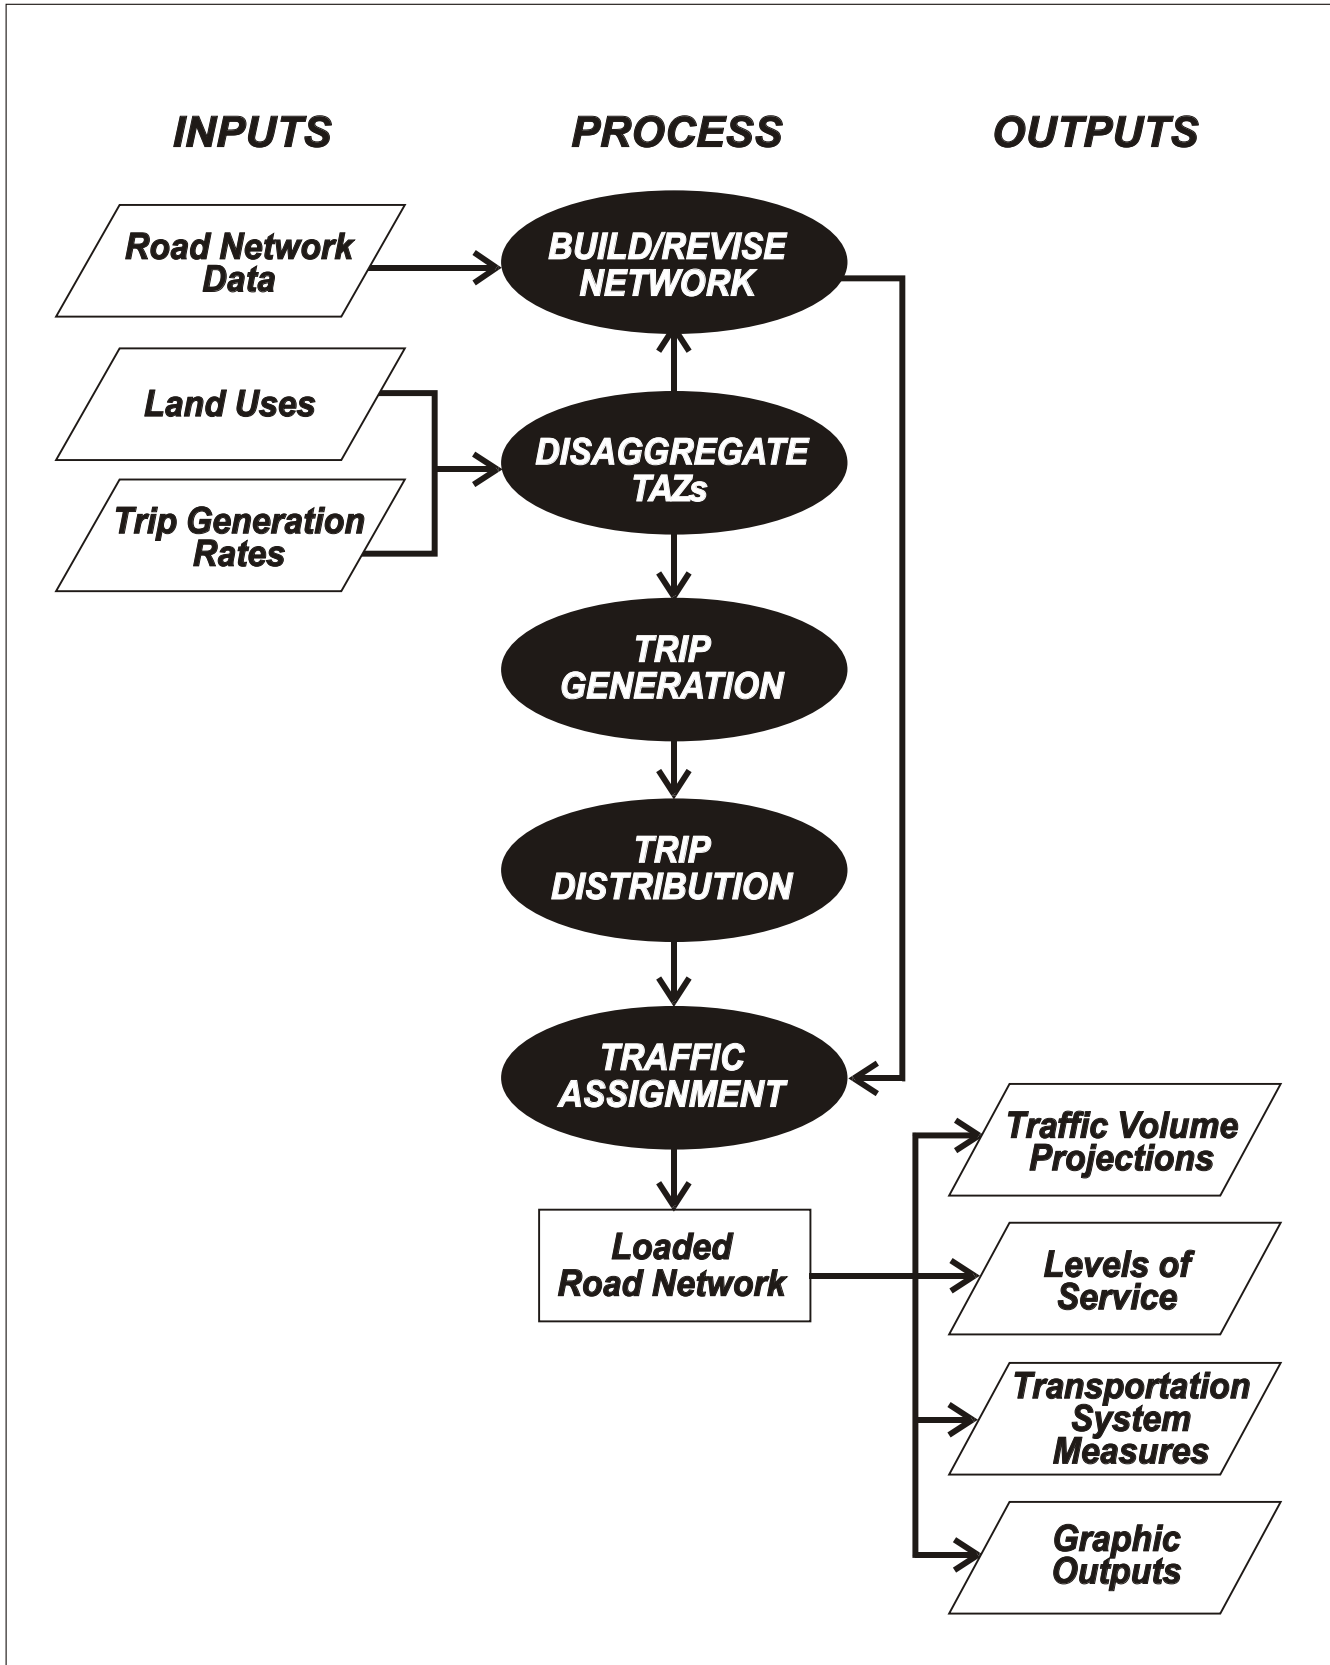 INPUTS
PROCESS
OUTPUTS
Road Network
Data
BUILD/REVISE
NETWORK
Land Uses
Trip Generation
Rates
DISAGGREGATE
TAZs
TRIP
GENERATION
TRIP
DISTRIBUTION
TRAFFIC
ASSIGNMENT
Loaded
Road Network
Traffic Volume
Projections
Levels of
Service
Transportation
System
Measures
Graphic
Outputs